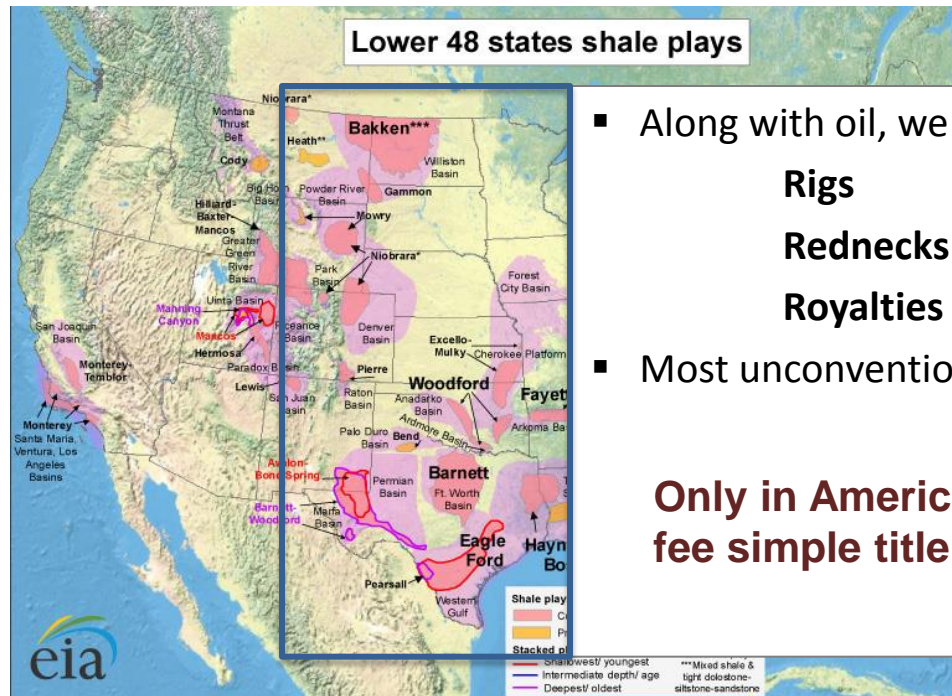 Lower 48 states shale plays
▪ Along with oil, we
Rigs
Rednecks
Royalties
▪ Most unconventio
Only in Americ
fee simple title
Niobrara*
Montana
Thrust
Belt
Heath**
Bakken***
Cody
Williston
Basin
Big Horn
Basin
Powder River
Basin
Gammon
Hilliard-
Baxter-
Mancos
Mowry
Greater
Green
River
Basin
Niobrara*
Park
Basin
Forest
City Basin
Uinta Basin
Manning
Canyon
Mancos
Piceance
Basin
Denver
Basin
San Joaquin
Basin
Hermosa
Excello-
Mulky
Cherokee Platform
Monterey-
Temblor
Paradox Basin
Pierre
Lewis
San Juan
Basin
Raton
Basin
Woodford
Anadarko
Basin
Fayet
Monterey
Santa Maria,
Ventura, Los
Angeles
Basins
Palo Duro
Basin
Bend
Ardmore Basin
Arkoma Ba
Avalon-
Bone Spring
Permian
Basin
Barnett
Ft. Worth
Basin
Barnett-
Woodford
Marfa
Basin
Eagle
Ford
Hayn
Bo
Pearsall
Western
Gulf
Shale play
Stacked pl
Shallowest/ youngest
Intermediate depth/ age
Deepest/ oldest
***Mixed shale &
tight dolostone-
siltstone-sandstone
eia